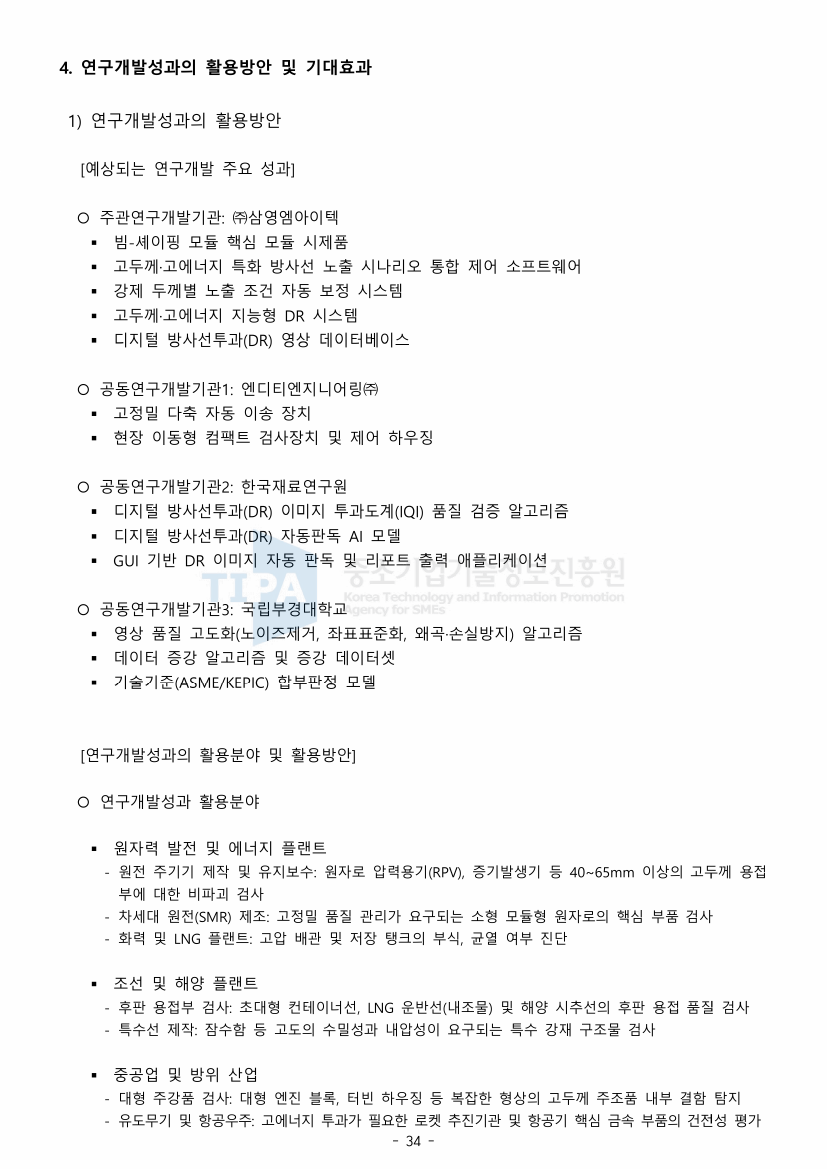 4. 연구개발성과의 활용방안 및 기대효과
1) 연구개발성과의 활용방안
[예상되는 연구개발 주요 성과]
○ 주관연구개발기관: ㈜삼영엠아이텍
▪ 빔-셰이핑 모듈 핵심 모듈 시제품
▪ 고두께·고에너지 특화 방사선 노출 시나리오 통합 제어 소프트웨어
▪ 강제 두께별 노출 조건 자동 보정 시스템
▪ 고두께·고에너지 지능형 DR 시스템
▪ 디지털 방사선투과(DR) 영상 데이터베이스
○ 공동연구개발기관1: 엔디티엔지니어링㈜
▪ 고정밀 다축 자동 이송 장치
▪ 현장 이동형 컴팩트 검사장치 및 제어 하우징
○ 공동연구개발기관2: 한국재료연구원
▪ 디지털 방사선투과(DR) 이미지 투과도계(IQI) 품질 검증 알고리즘
▪ 디지털 방사선투과(DR) 자동판독 AI 모델
▪ GUI 기반 DR 이미지 자동 판독 및 리포트 출력 애플리케이션
TIPA 중소기업기술정보진흥원
Korea Technology and Information Promotion
Agency for SMEs
○ 공동연구개발기관3: 국립부경대학교
▪ 영상 품질 고도화(노이즈제거, 좌표표준화, 왜곡·손실방지) 알고리즘
▪ 데이터 증강 알고리즘 및 증강 데이터셋
▪ 기술기준(ASME/KEPIC) 합부판정 모델
[연구개발성과의 활용분야 및 활용방안]
○ 연구개발성과 활용분야
▪ 원자력 발전 및 에너지 플랜트
- 원전 주기기 제작 및 유지보수: 원자로 압력용기(RPV), 증기발생기 등 40~65mm 이상의 고두께 용접
부에 대한 비파괴 검사
- 차세대 원전(SMR) 제조: 고정밀 품질 관리가 요구되는 소형 모듈형 원자로의 핵심 부품 검사
- 화력 및 LNG 플랜트: 고압 배관 및 저장 탱크의 부식, 균열 여부 진단
▪ 조선 및 해양 플랜트
- 후판 용접부 검사: 초대형 컨테이너선, LNG 운반선(내조물) 및 해양 시추선의 후판 용접 품질 검사
- 특수선 제작: 잠수함 등 고도의 수밀성과 내압성이 요구되는 특수 강재 구조물 검사
▪ 중공업 및 방위 산업
- 대형 주강품 검사: 대형 엔진 블록, 터빈 하우징 등 복잡한 형상의 고두께 주조품 내부 결함 탐지
- 유도무기 및 항공우주: 고에너지 투과가 필요한 로켓 추진기관 및 항공기 핵심 금속 부품의 건전성 평가
- 34 -